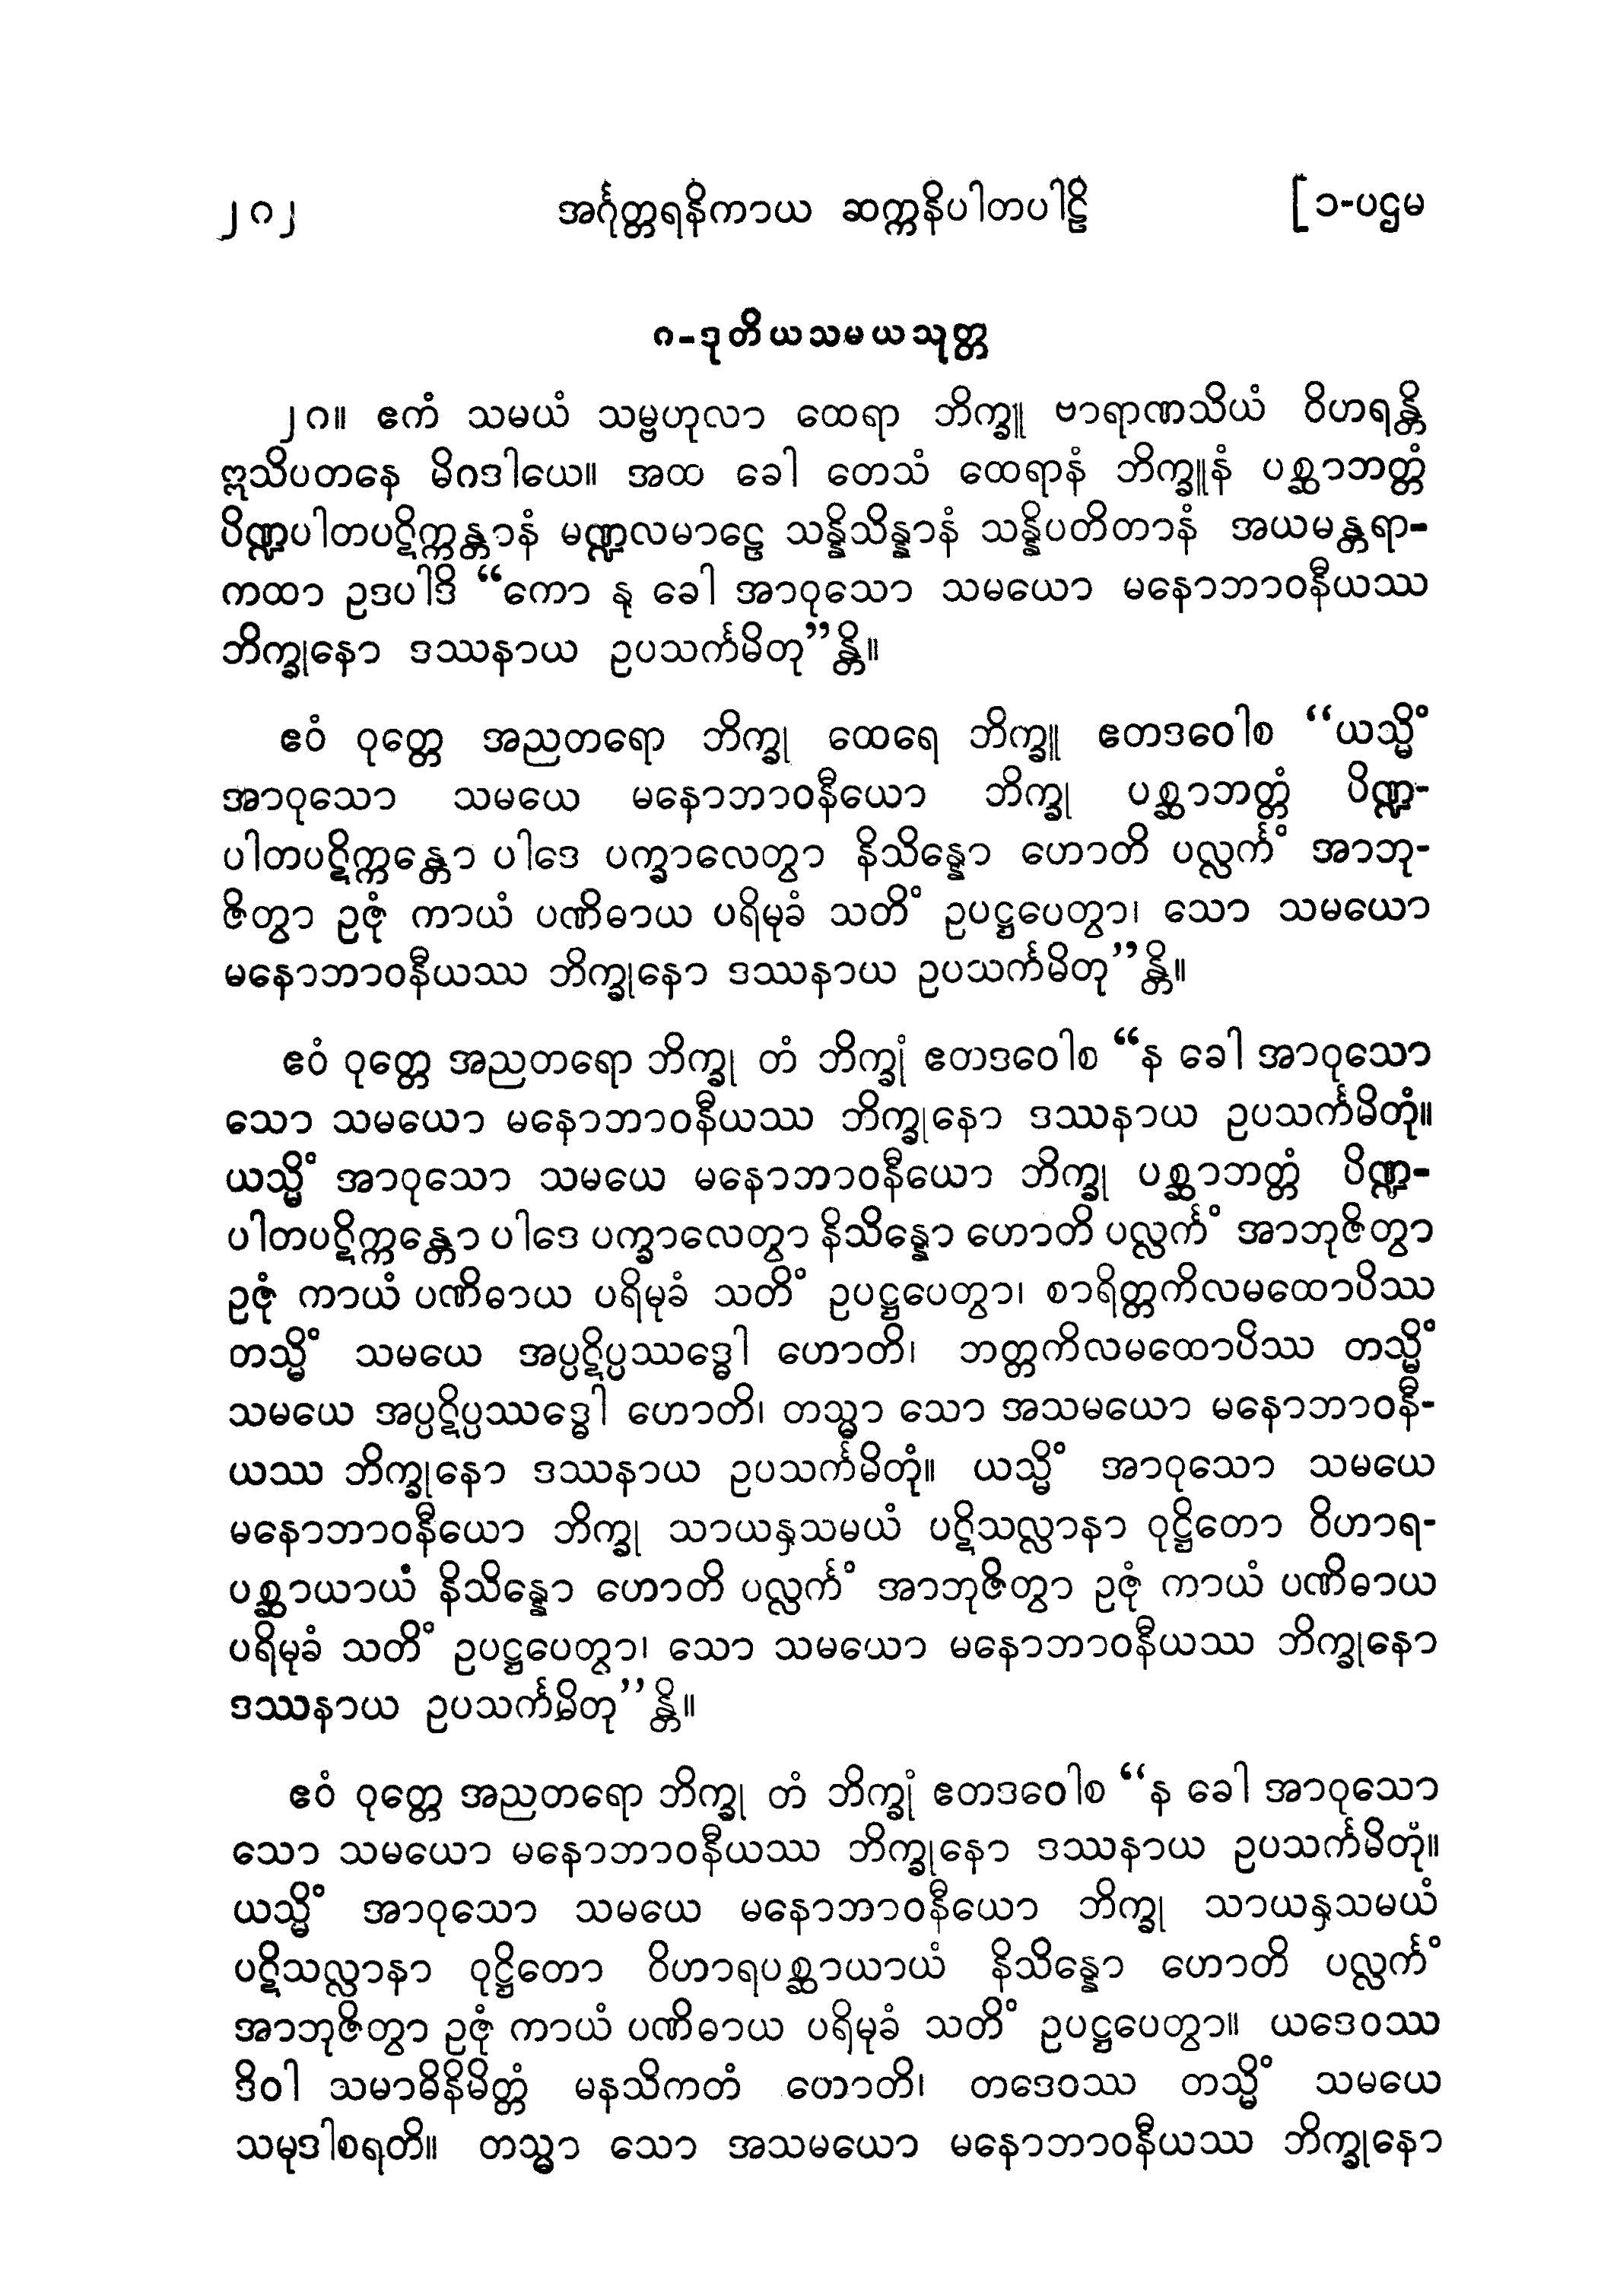 ၂၈၂ အင်္ဂုတ္တရနိကာယ ဆက္ကနိပါတပါဠိ [၁-ပဌမ
၈-ဒုတိယသမယသုတ္တ
၂၈။ ဧကံ သမယံ သမ္ဗဟုလာ ထေရာ ဘိက္ခူ ဗာရာဏသိယံ ဝိဟရန္တိ
ဣသိပတနေ မိဂဒါယေ။ အထ ခေါ တေသံ ထေရာနံ ဘိက္ခူနံ ပစ္ဆာဘတ္တံ
ပိဏ္ဍပါတပဋိက္ကန္တာနံ မဏ္ဍလမာဠေ သန္နိသိန္နာနံ သန္နိပတိတာနံ အယမန္တရာ-
ကထာ ဥဒပါဒိ “ကော နု ခေါ အာဝုသော သမယော မနောဘာဝနီယဿ
ဘိက္ခုနော ဒဿနာယ ဥပသင်္ကမိတု”န္တိ။
ဧဝံ ဝုတ္တေ အညတရော ဘိက္ခု ထေရေ ဘိက္ခူ ဧတဒဝေါစ “ယသ္မိံ
အာဝုသော သမယေ မနောဘာဝနီယော ဘိက္ခု ပစ္ဆာဘတ္တံ ပိဏ္ဍ-
ပါတပဋိက္ကန္တော ပါဒေ ပက္ခာလေတွာ နိသိန္နော ဟောတိ ပလ္လင်္ကံ အာဘု-
ဇိတွာ ဥဇုံ ကာယံ ပဏိဓာယ ပရိမုခံ သတိံ ဥပဋ္ဌပေတွာ၊ သော သမယော
မနောဘာဝနီယဿ ဘိက္ခုနော ဒဿနာယ ဥပသင်္ကမိတု”န္တိ။
ဧဝံ ဝုတ္တေ အညတရော ဘိက္ခု တံ ဘိက္ခုံ ဧတဒဝေါစ “န ခေါ အာဝုသော
သော သမယော မနောဘာဝနီယဿ ဘိက္ခုနော ဒဿနာယ ဥပသင်္ကမိတုံ။
ယသ္မိံ အာဝုသော သမယေ မနောဘာဝနီယော ဘိက္ခု ပစ္ဆာဘတ္တံ ပိဏ္ဍ-
ပါတပဋိက္ကန္တော ပါဒေ ပက္ခာလေတွာ နိသိန္နော ဟောတိ ပလ္လင်္ကံ အာဘုဇိတွာ
ဥဇုံ ကာယံ ပဏိဓာယ ပရိမုခံ သတိံ ဥပဋ္ဌပေတွာ၊ စာရိတ္တကိလမထောပိဿ
တသ္မိံ သမယေ အပ္ပဋိပ္ပဿဒ္ဓေါ ဟောတိ၊ ဘတ္တကိလမထောပိဿ တသ္မိံ
သမယေ အပ္ပဋိပ္ပဿဒ္ဓေါ ဟောတိ၊ တသ္မာ သော အသမယော မနောဘာဝနီ-
ယဿ ဘိက္ခုနော ဒဿနာယ ဥပသင်္ကမိတုံ။ ယသ္မိံ အာဝုသော သမယေ
မနောဘာဝနီယော ဘိက္ခု သာယနှသမယံ ပဋိသလ္လာနာ ဝုဋ္ဌိတော ဝိဟာရ-
ပစ္ဆာယာယံ နိသိန္နော ဟောတိ ပလ္လင်္ကံ အာဘုဇိတွာ ဥဇုံ ကာယံ ပဏိဓာယ
ပရိမုခံ သတိံ ဥပဋ္ဌပေတွာ၊ သော သမယော မနောဘာဝနီယဿ ဘိက္ခုနော
ဒဿနာယ ဥပသင်္ကမိတု”န္တိ။
ဧဝံ ဝုတ္တေ အညတရော ဘိက္ခု တံ ဘိက္ခုံ ဧတဒဝေါစ “န ခေါ အာဝုသော
သော သမယော မနောဘာဝနီယဿ ဘိက္ခုနော ဒဿနာယ ဥပသင်္ကမိတုံ။
ယသ္မိံ အာဝုသော သမယေ မနောဘာဝနီယော ဘိက္ခု သာယနှသမယံ
ပဋိသလ္လာနာ ဝုဋ္ဌိတော ဝိဟာရပစ္ဆာယာယံ နိသိန္နော ဟောတိ ပလ္လင်္ကံ
အာဘုဇိတွာ ဥဇုံ ကာယံ ပဏိဓာယ ပရိမုခံ သတိံ ဥပဋ္ဌပေတွာ။ ယဒေဝဿ
ဒိဝါ သမာဓိနိမိတ္တံ မနသိကတံ ဟောတိ၊ တဒေဝဿ တသ္မိံ သမယေ
သမုဒါစရတိ။ တသ္မာ သော အသမယော မနောဘာဝနီယဿ ဘိက္ခုနော